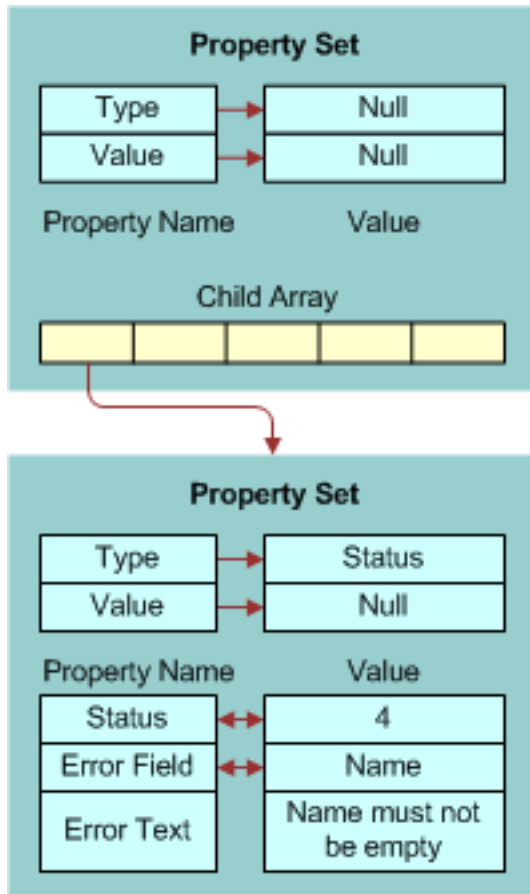 Property Set
Type Null
Value Null
Property Name Value
Child Array
Property Set
Type Status
Value Null
Property Name Value
Status 4
Error Field Name
Error Text Name must not
be empty